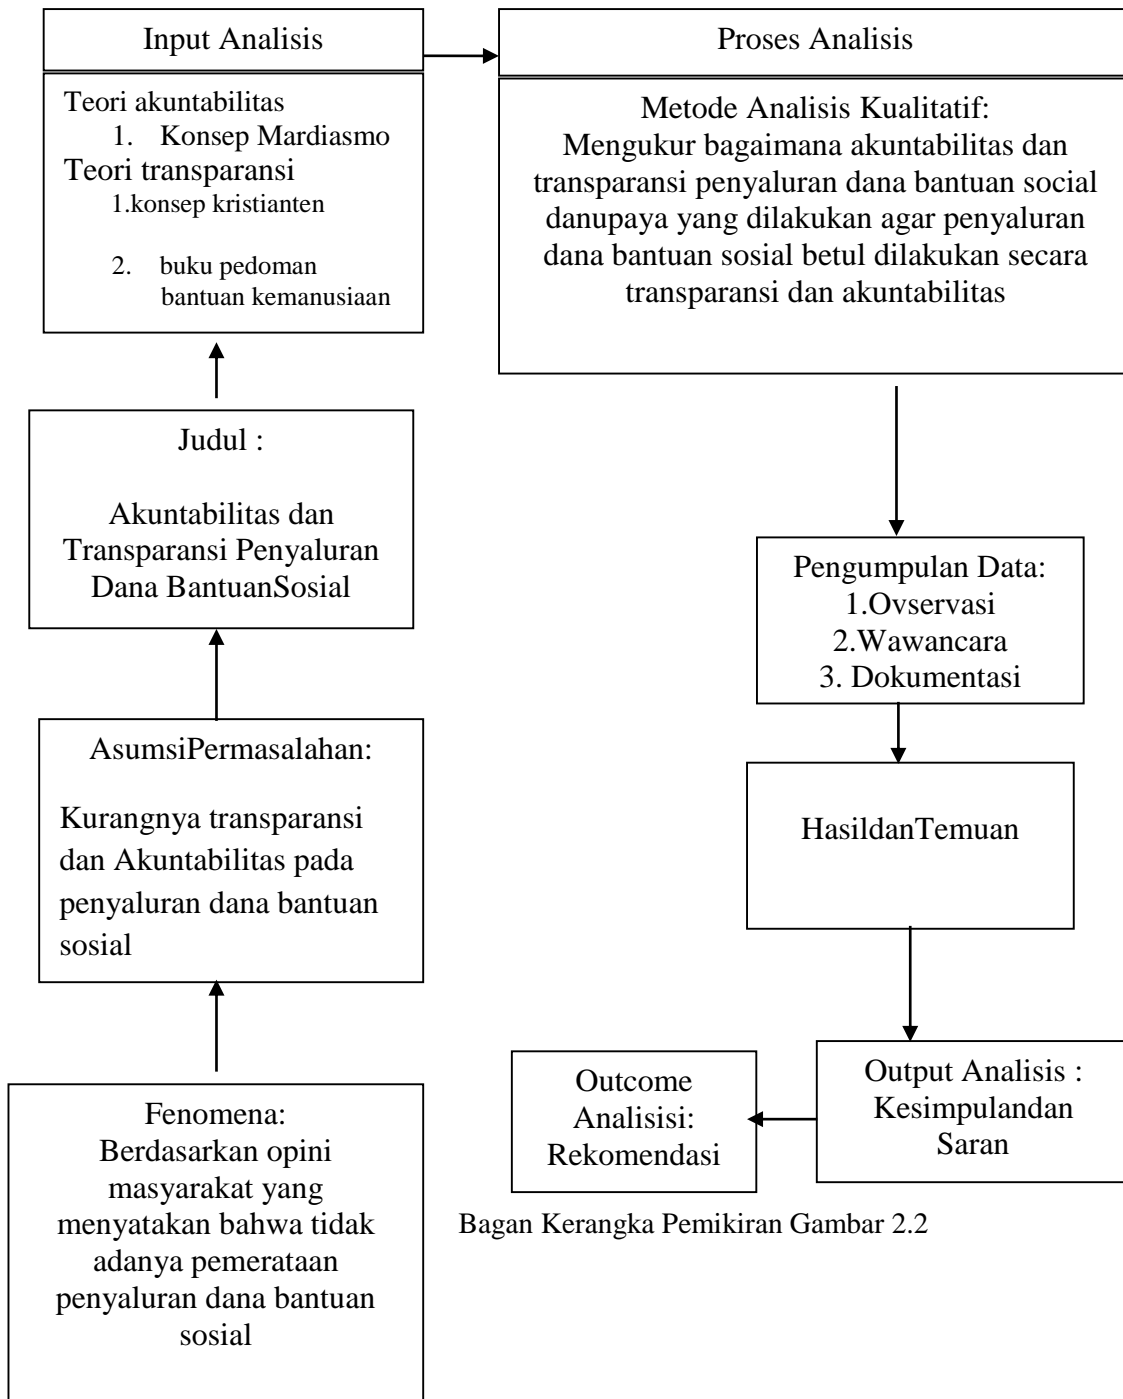 Input Analisis
Proses Analisis
Teori akuntabilitas
1. Konsep Mardiasmo
Teori transparansi
1.konsep kristianten
2. buku pedoman
bantuan kemanusiaan
Metode Analisis Kualitatif:
Mengukur bagaimana akuntabilitas dan
transparansi penyaluran dana bantuan social
danupaya yang dilakukan agar penyaluran
dana bantuan sosial betul dilakukan secara
transparansi dan akuntabilitas
Judul :
Akuntabilitas dan
Transparansi Penyaluran
Dana BantuanSosial
Pengumpulan Data:
1.Ovservasi
2.Wawancara
3. Dokumentasi
AsumsiPermasalahan:
Kurangnya transparansi
dan Akuntabilitas pada
penyaluran dana bantuan
sosial
HasildanTemuan
Fenomena:
Berdasarkan opini
masyarakat yang
menyatakan bahwa tidak
adanya pemerataan
penyaluran dana bantuan
sosial
Outcome
Analisisi:
Rekomendasi
Output Analisis :
Kesimpulandan
Saran
Bagan Kerangka Pemikiran Gambar 2.2